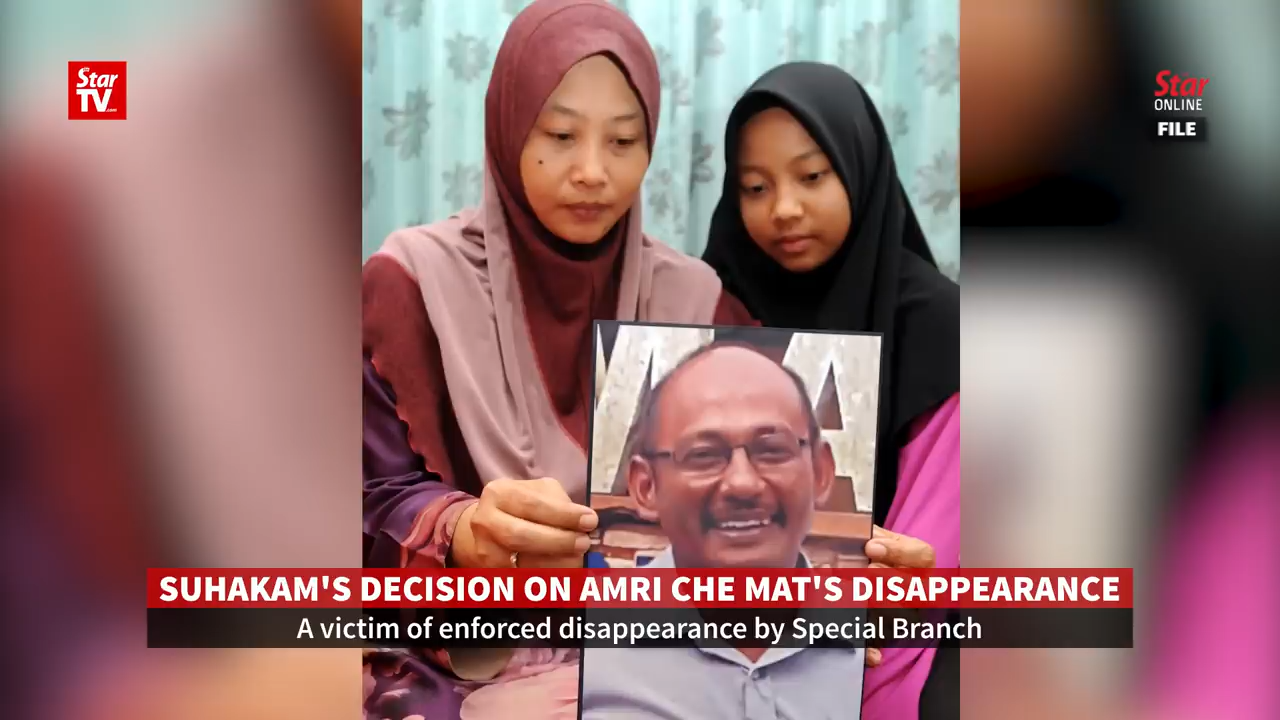 Star
TV.com
Star
ONLINE
FILE
SUHAKAM'S DECISION ON AMRI CHE MAT'S DISAPPEARANCE
A victim of enforced disappearance by Special Branch